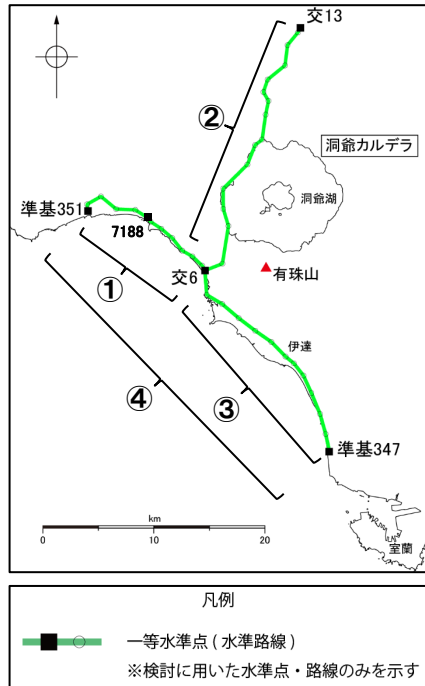 交13
②
洞爺カルデラ
洞爺湖
準基351
7188
交6
有珠山
①
伊達
④
③
準基347
km
0 10 20
室蘭
凡例
一等水準点 ( 水準路線 )
※検討に用いた水準点・路線のみを示す